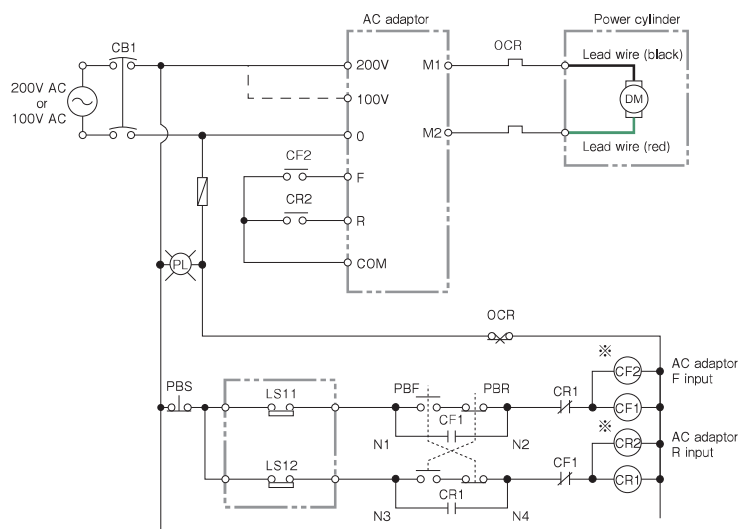 AC adaptor
Power cylinder
CB1
OCR
Lead wire (black)
200V
M1
200V AC
or
100V AC
100V
DM
0
M2
Lead wire (red)
CF2
F
CR2
R
PL
COM
OCR
※
CF2
AC adaptor
F input
PBS
LS11
PBF
PBR
CR1
CF1
CF1
N1
N2
※
CR2
AC adaptor
R input
LS12
CF1
CR1
CR1
N3
N4